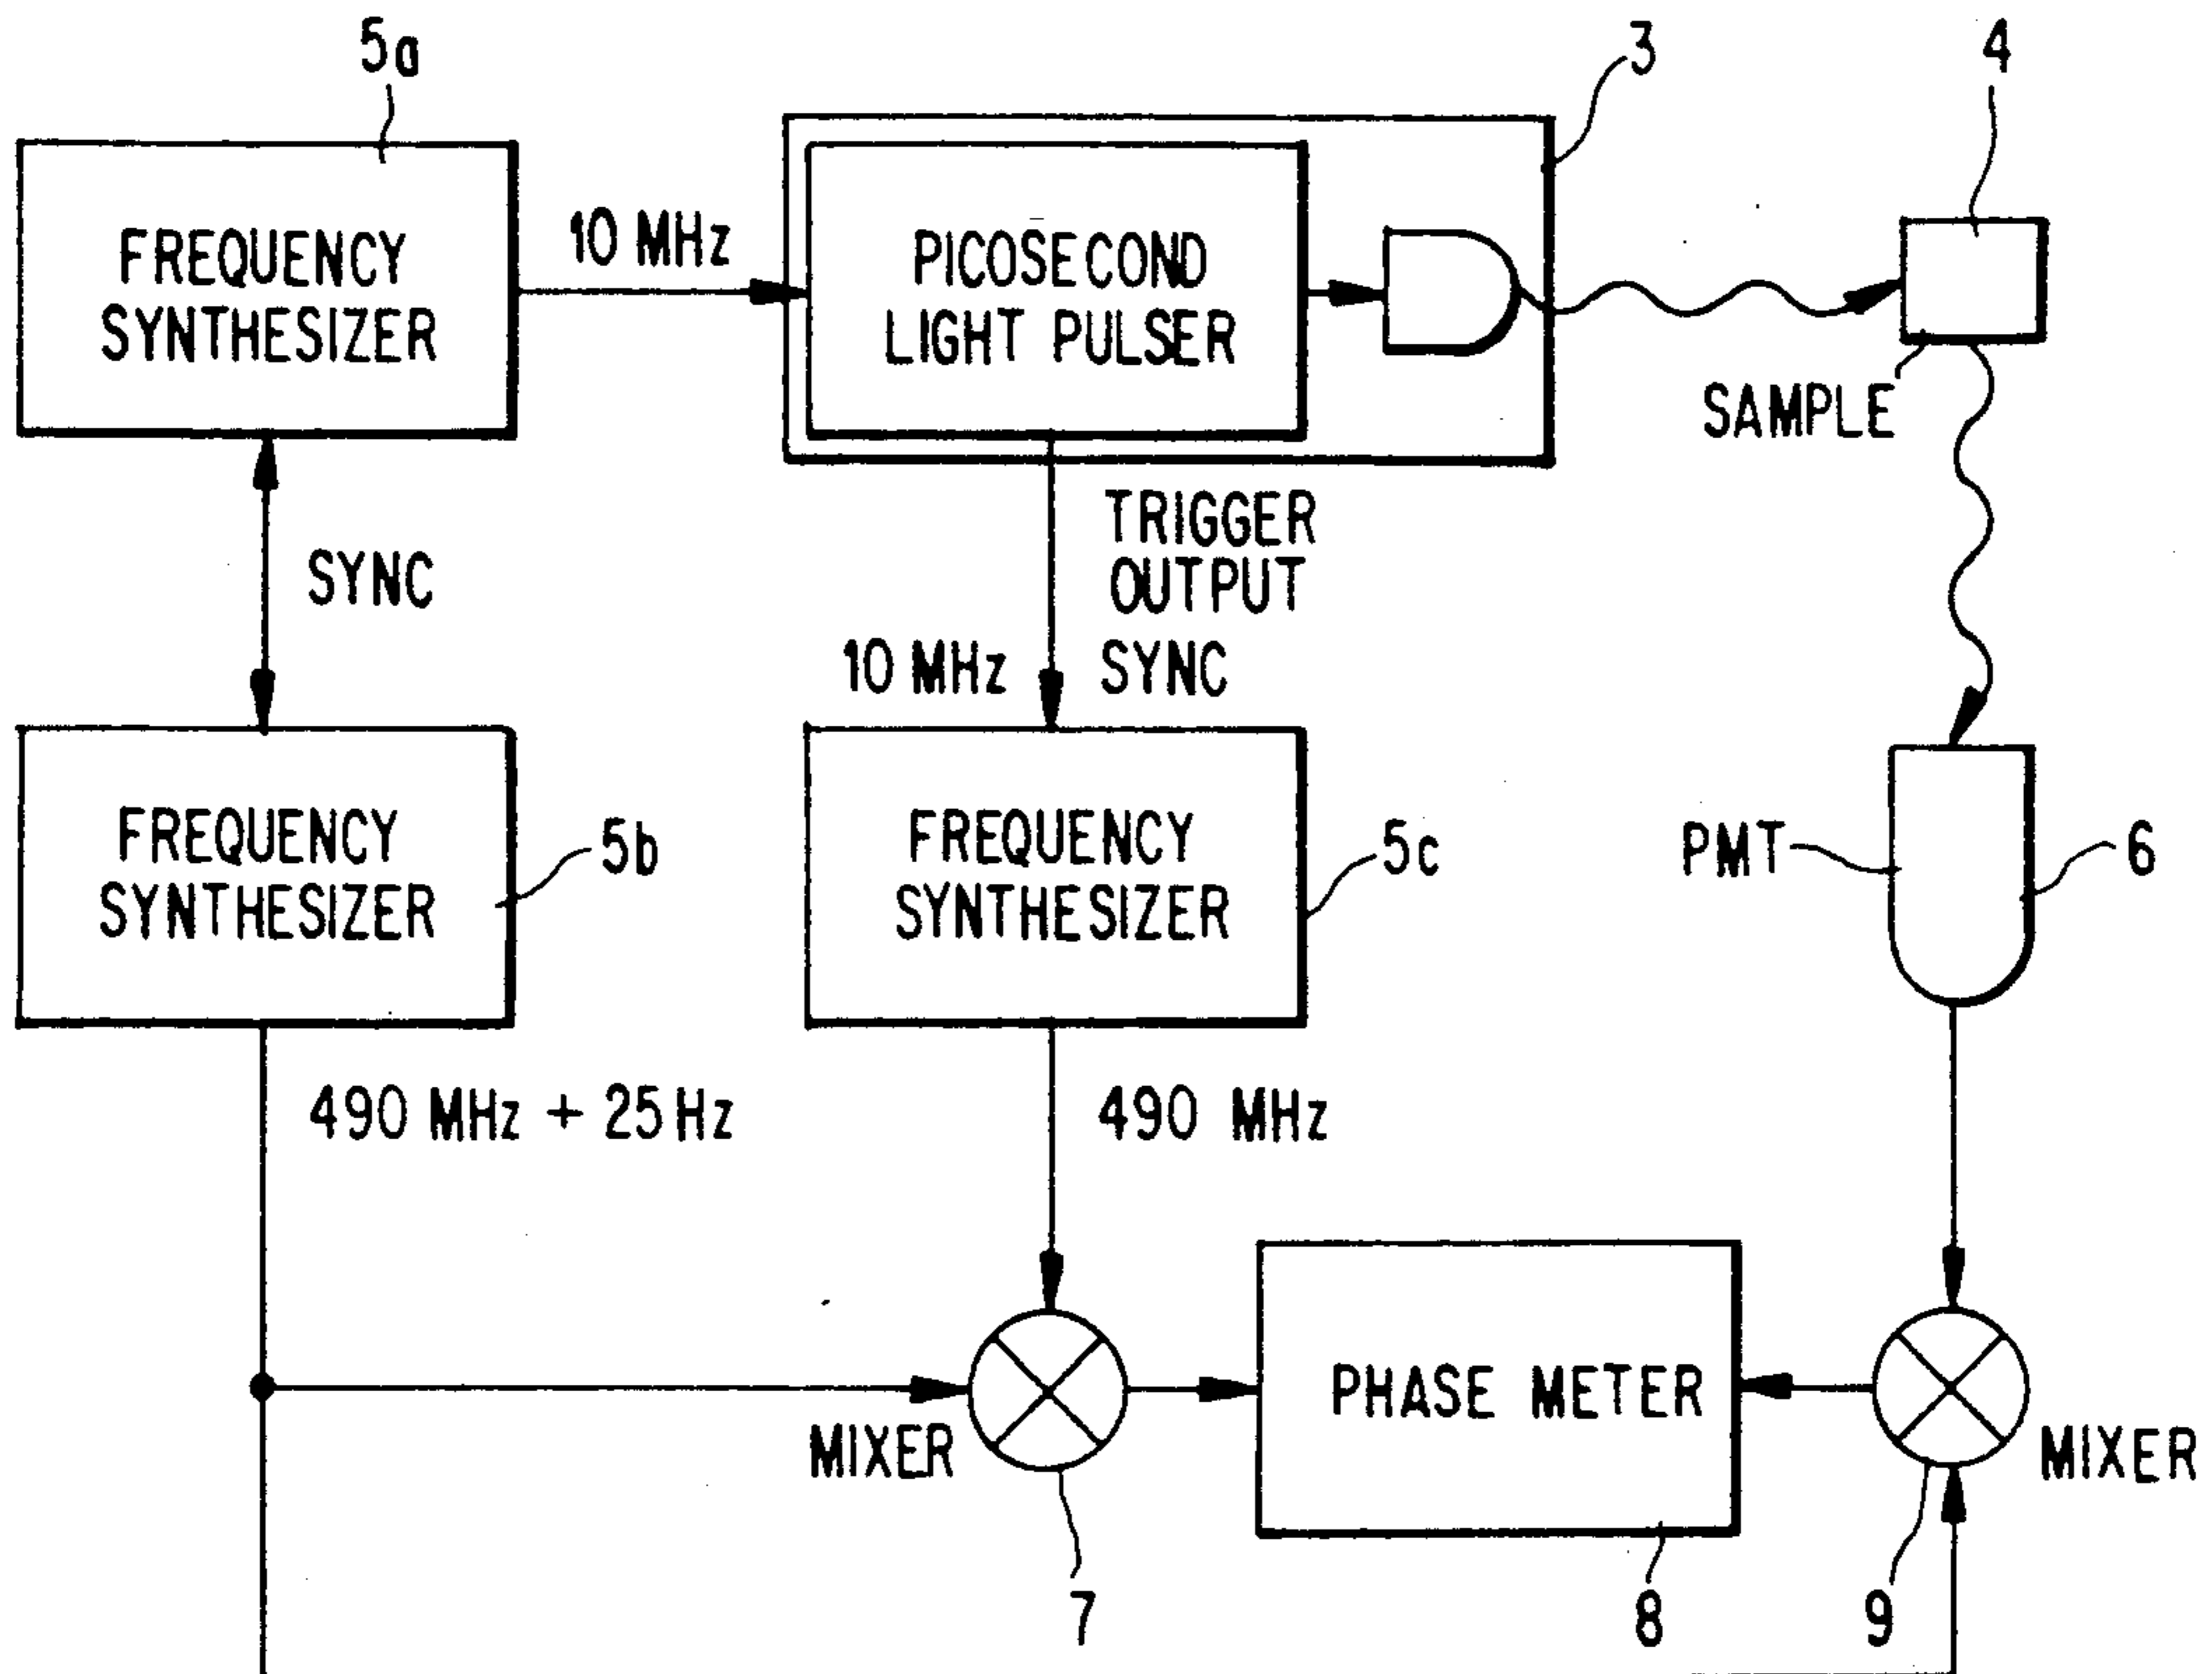 5a
3
4
FREQUENCY
SYNTHESIZER
10 MHz
PICOSECOND
LIGHT PULSER
SAMPLE
SYNC
TRIGGER
OUTPUT
10 MHz
SYNC
FREQUENCY
SYNTHESIZER
5b
FREQUENCY
SYNTHESIZER
5c
PMT
6
490 MHz + 25 Hz
490 MHz
MIXER
PHASE METER
MIXER
7
8
9